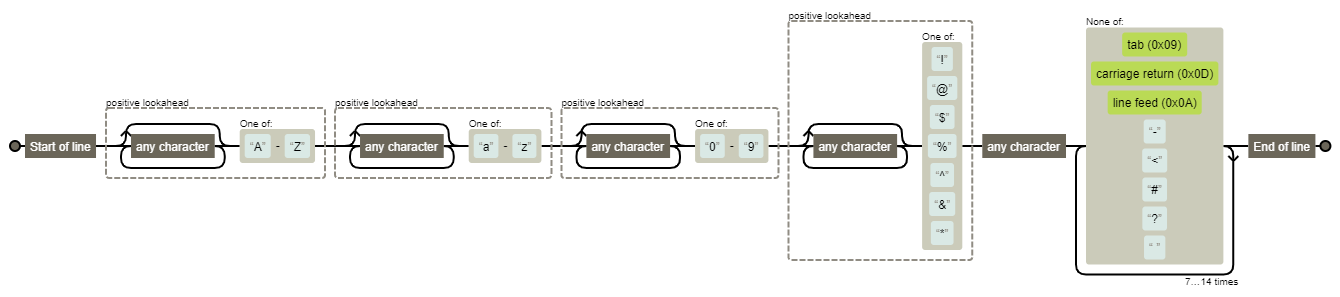 Start of line
positive lookahead
any character
One of:
“A” - “Z”
positive lookahead
any character
One of:
“a” - “z”
positive lookahead
any character
One of:
“0” - “9”
positive lookahead
any character
One of:
“!”
“@”
“$”
“%”
“^”
“&”
“*”
any character
None of:
tab (0x09)
carriage return (0x0D)
line feed (0x0A)
“-”
“<”
“#”
“?”
“ ”
7…14 times
End of line